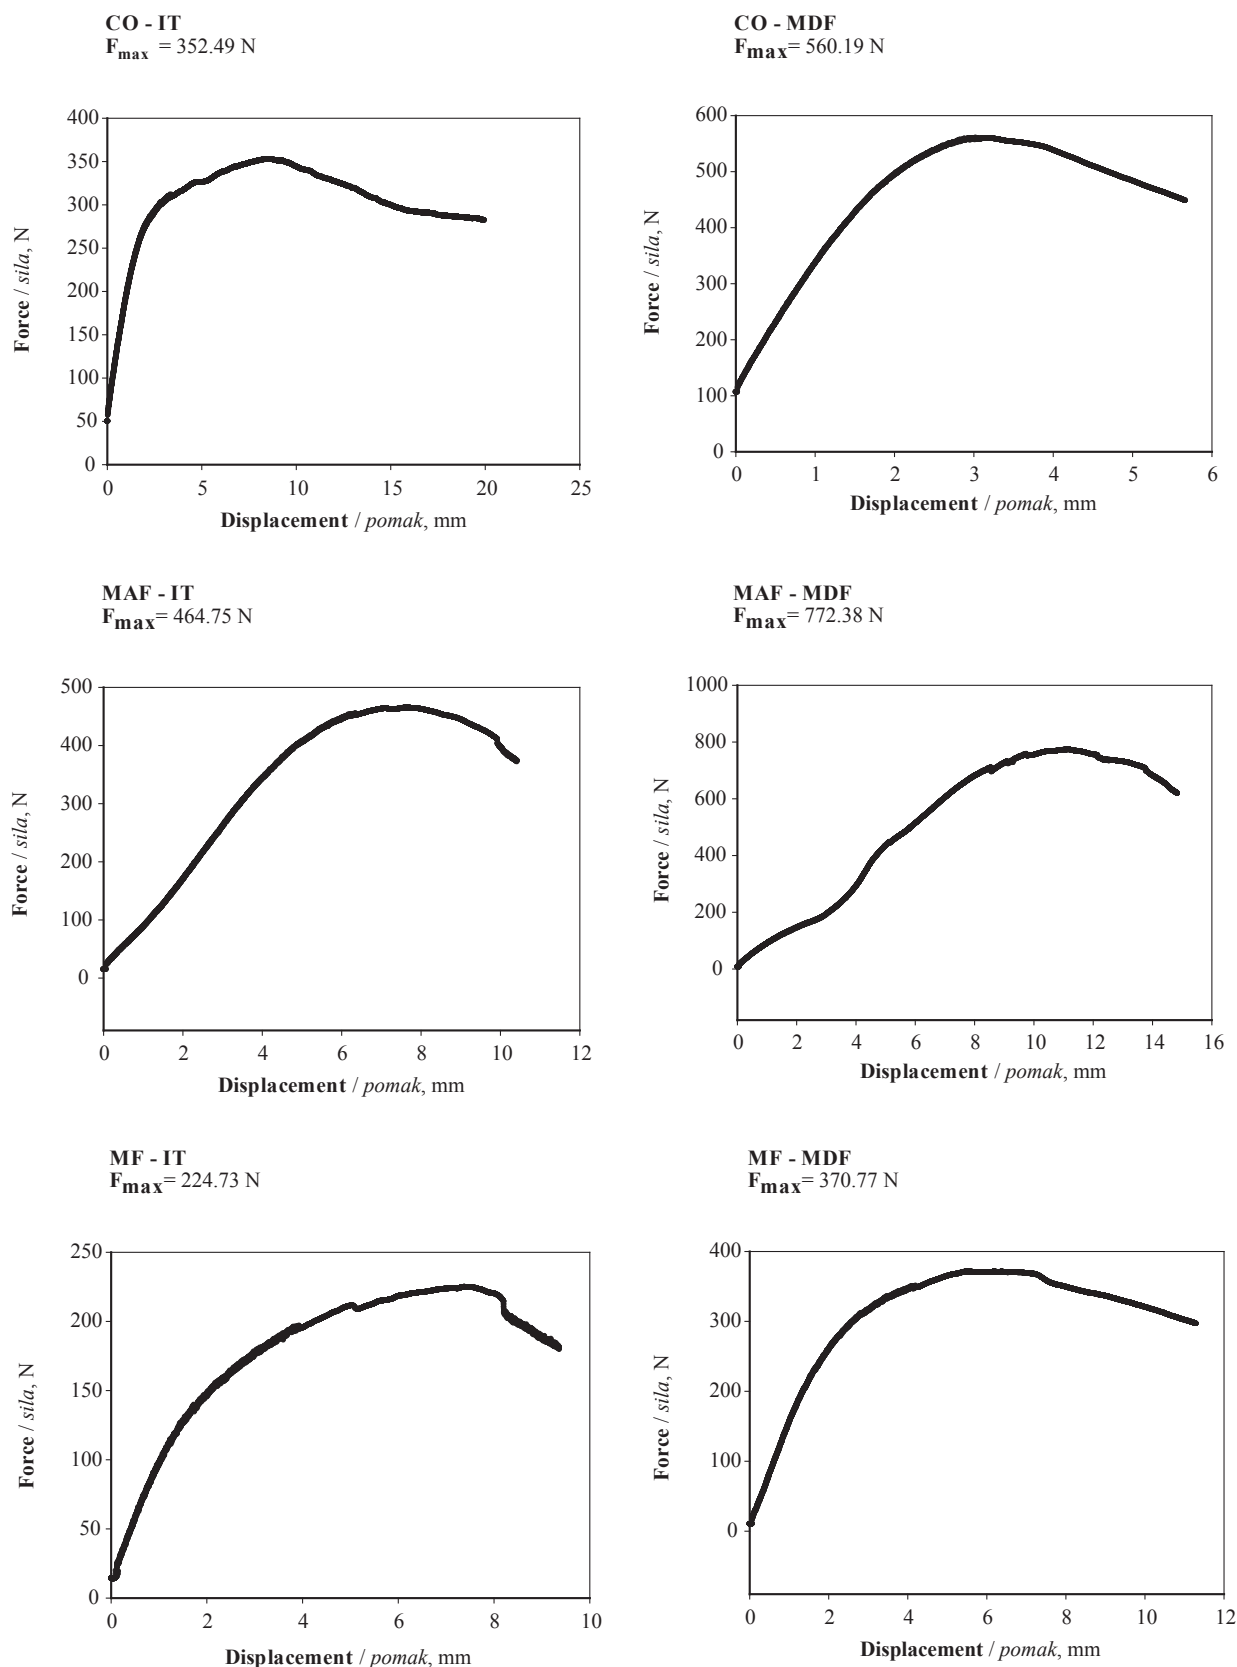 CO - IT
Fmax = 352.49 N
400
350
300
250
200
150
100
50
0
Force / sila, N
0 5 10 15 20 25
Displacement / pomak, mm
CO - MDF
Fmax= 560.19 N
600
500
400
300
200
100
0
Force / sila, N
0 1 2 3 4 5 6
Displacement / pomak, mm
MAF - IT
Fmax= 464.75 N
500
400
300
200
100
0
Force / sila, N
0 2 4 6 8 10 12
Displacement / pomak, mm
MAF - MDF
Fmax= 772.38 N
1000
800
600
400
200
0
Force / sila, N
0 2 4 6 8 10 12 14 16
Displacement / pomak, mm
MF - IT
Fmax= 224.73 N
250
200
150
100
50
0
Force / sila, N
0 2 4 6 8 10
Displacement / pomak, mm
MF - MDF
Fmax= 370.77 N
400
300
200
100
0
Force / sila, N
0 2 4 6 8 10 12
Displacement / pomak, mm